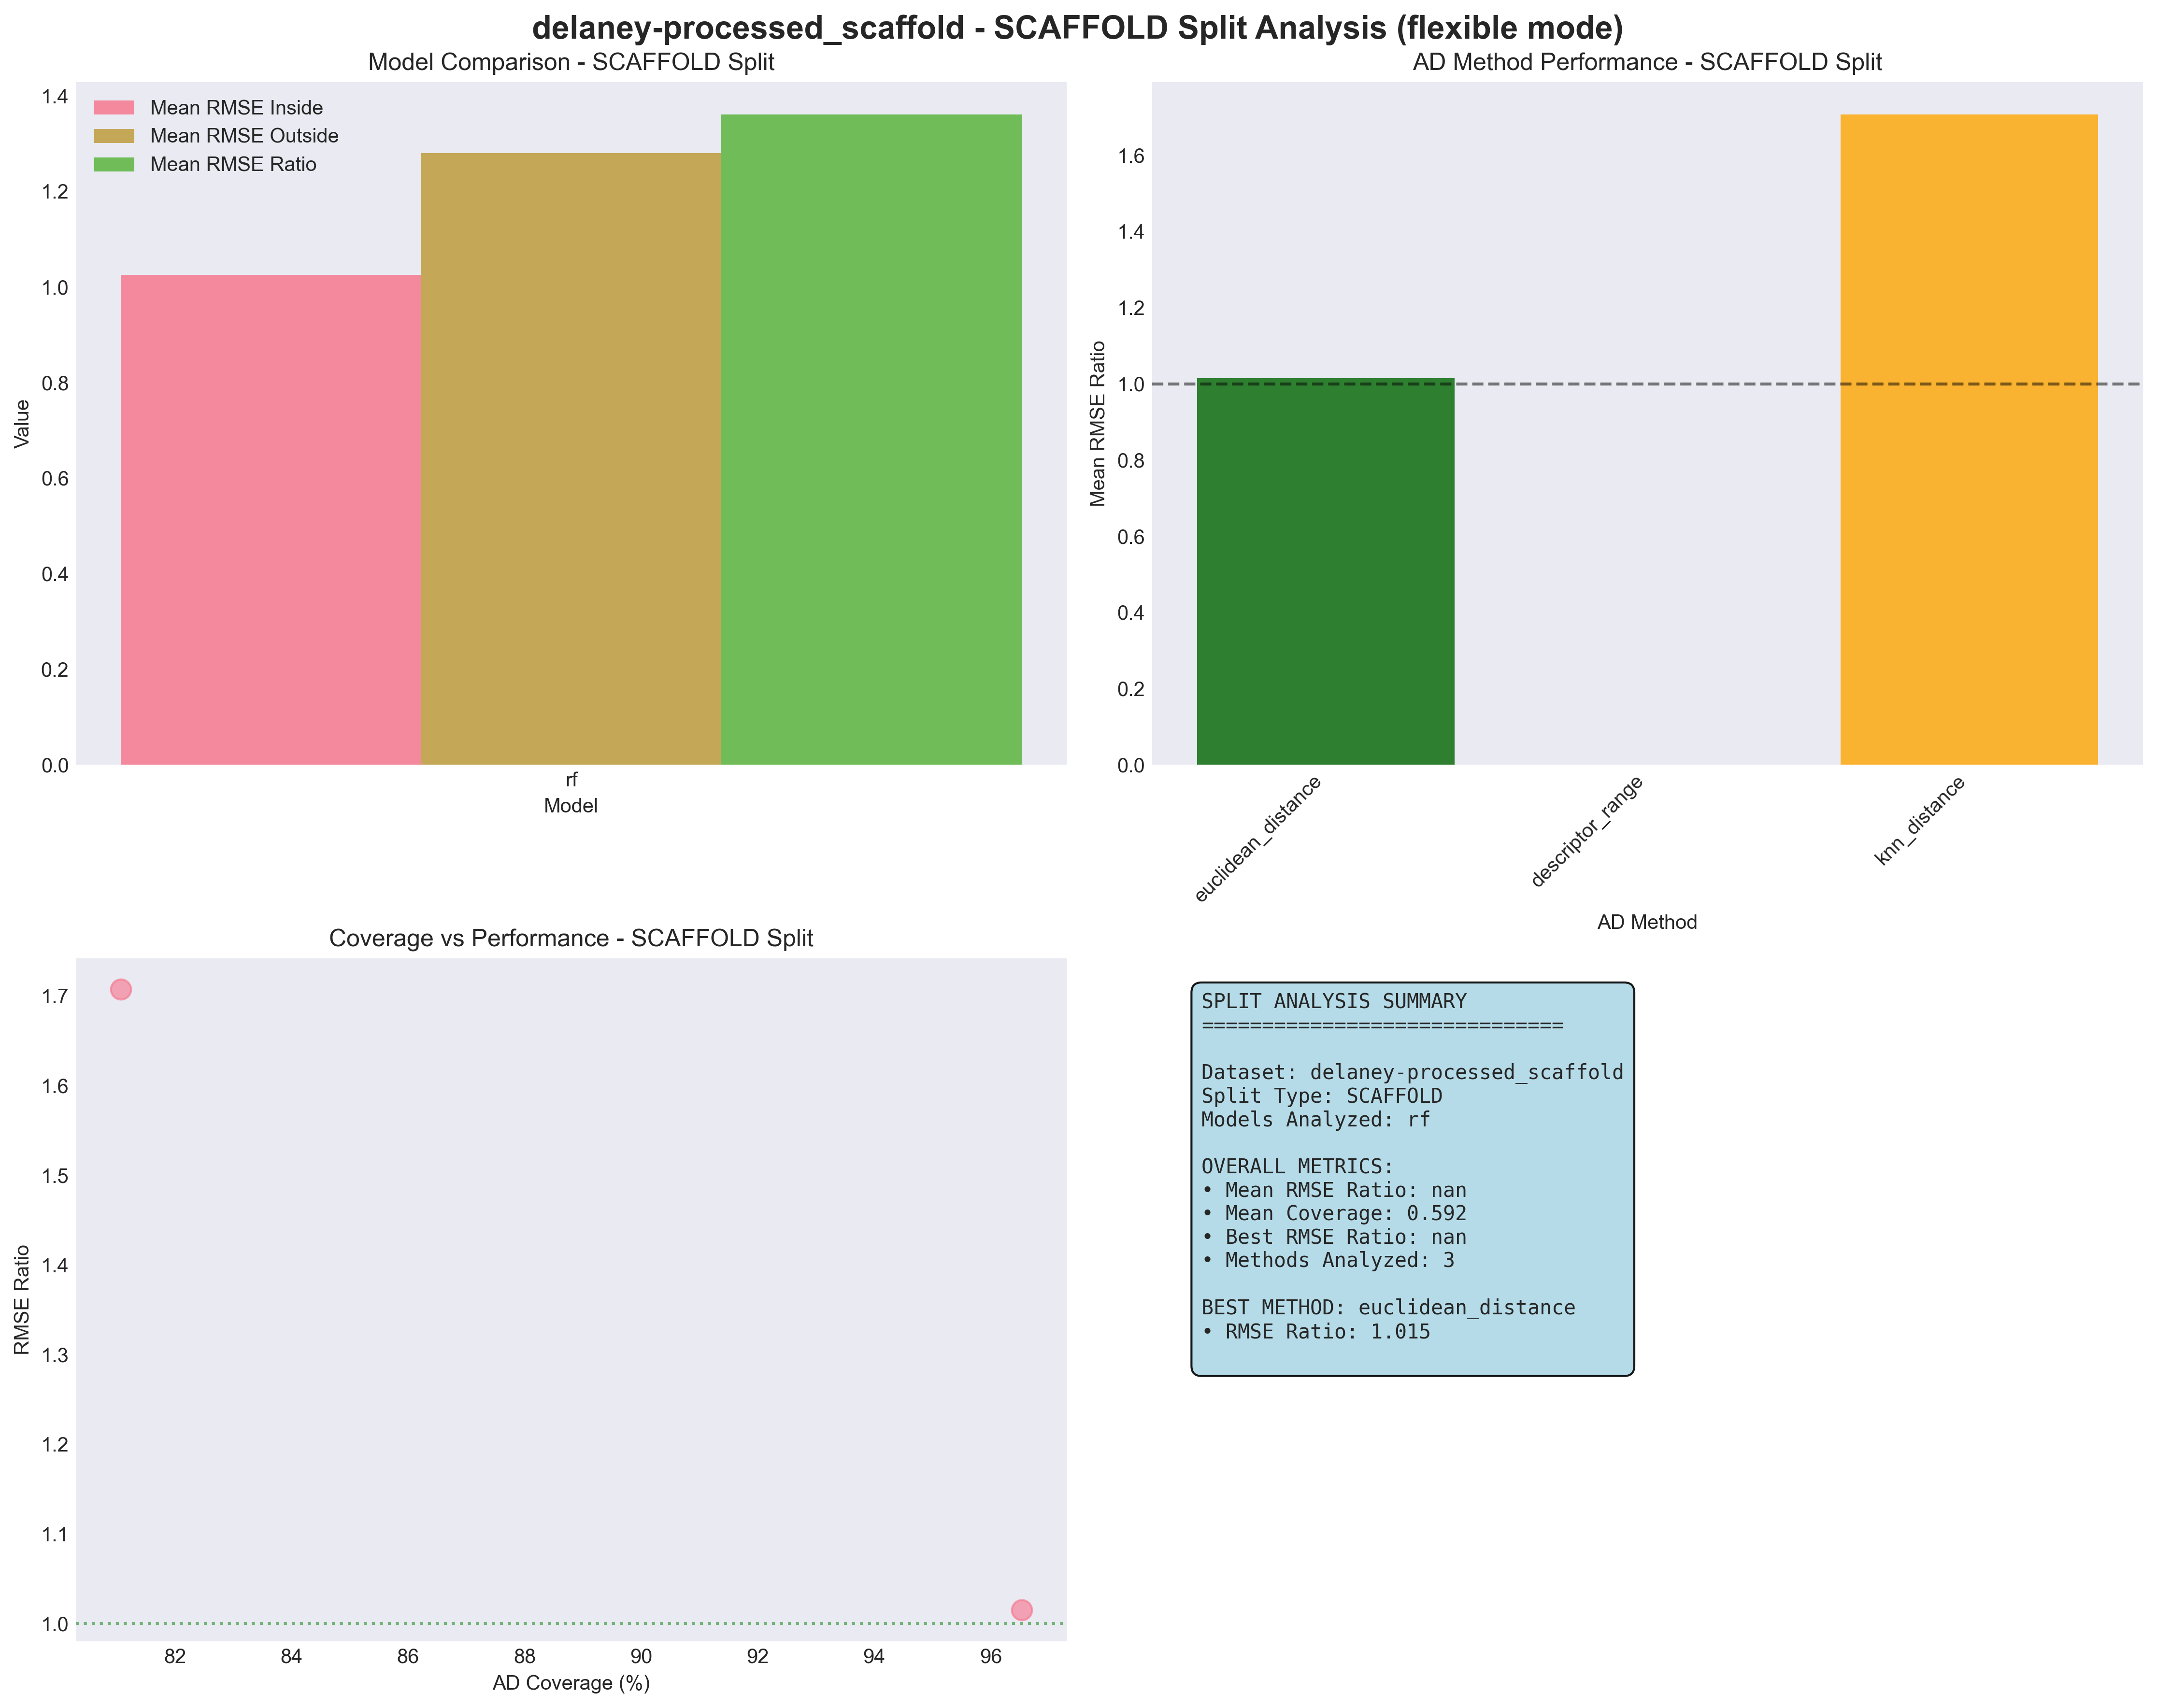 delaney-processed_scaffold - SCAFFOLD Split Analysis (flexible mode)
Model Comparison - SCAFFOLD Split
Mean RMSE Inside
Mean RMSE Outside
Mean RMSE Ratio
1.4
1.2
1.0
0.8
0.6
0.4
0.2
0.0
Value
rf
Model
AD Method Performance - SCAFFOLD Split
1.6
1.4
1.2
1.0
0.8
0.6
0.4
0.2
0.0
Mean RMSE Ratio
euclidean_distance
descriptor_range
knn_distance
AD Method
Coverage vs Performance - SCAFFOLD Split
1.7
1.6
1.5
1.4
1.3
1.2
1.1
1.0
RMSE Ratio
82
84
86
88
90
92
94
96
AD Coverage (%)
SPLIT ANALYSIS SUMMARY
==============================
Dataset: delaney-processed_scaffold
Split Type: SCAFFOLD
Models Analyzed: rf
OVERALL METRICS:
• Mean RMSE Ratio: nan
• Mean Coverage: 0.592
• Best RMSE Ratio: nan
• Methods Analyzed: 3
BEST METHOD: euclidean_distance
• RMSE Ratio: 1.015